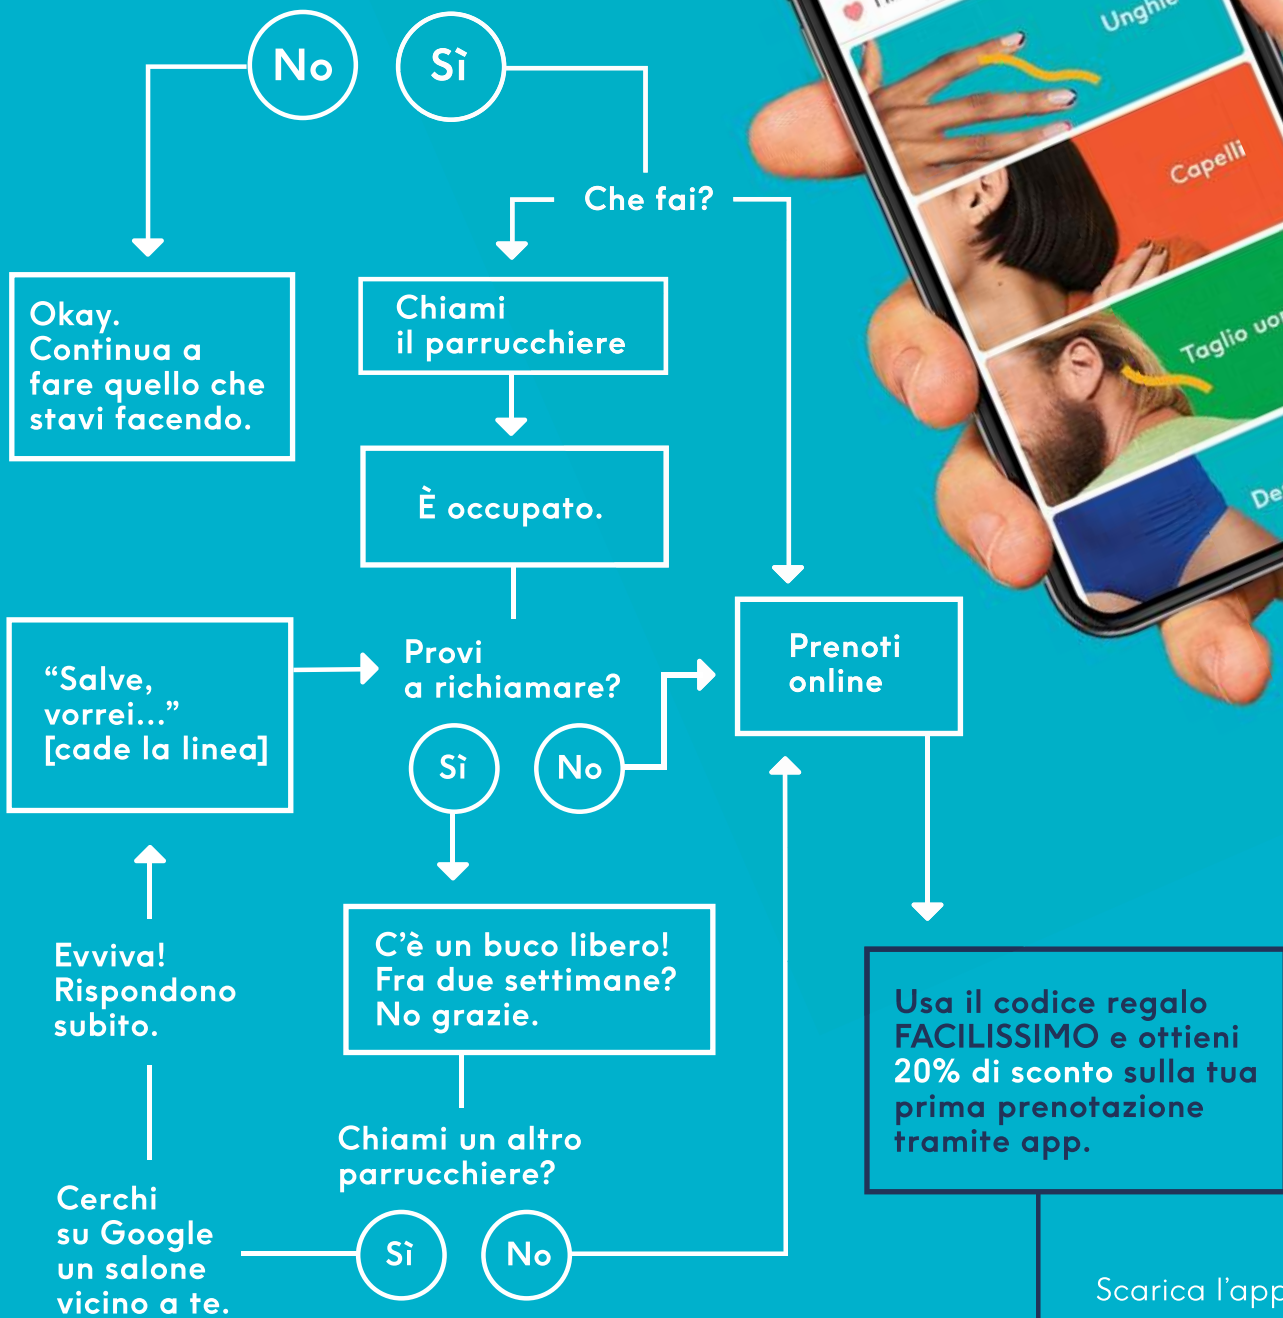 No
Sì
Unghie
Capelli
Taglio
Che fai?
Okay.
Continua a
fare quello che
stavi facendo.
Chiami
il parrucchiere
È occupato.
"Salve,
vorrei..."
[cade la linea]
Provi
a richiamare?
Sì
No
Prenoti
online
Evviva!
Rispondono
subito.
C'è un buco libero!
Fra due settimane?
No grazie.
Usa il codice regalo
FACILISSIMO e ottieni
20% di sconto sulla tua
prima prenotazione
tramite app.
Chiami un altro
parrucchiere?
Cerchi
su Google
un salone
vicino a te.
Sì
No
Scarica l'app